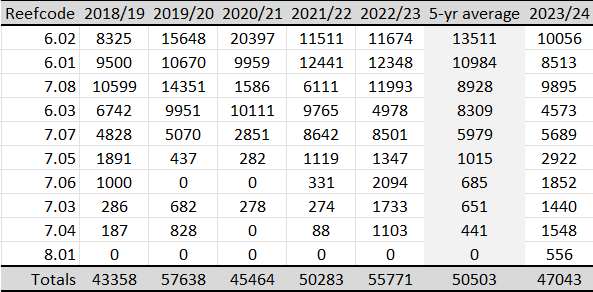 Reefcode 2018/19 2019/20 2020/21 2021/22 2022/23 5-yr average 2023/24
6.02 8325 15648 20397 11511 11674 13511 10056
6.01 9500 10670 9959 12441 12348 10984 8513
7.08 10599 14351 1586 6111 11993 8928 9895
6.03 6742 9951 10111 9765 4978 8309 4573
7.07 4828 5070 2851 8642 8501 5979 5689
7.05 1891 437 282 1119 1347 1015 2922
7.06 1000 0 0 331 2094 685 1852
7.03 286 682 278 274 1733 651 1440
7.04 187 828 0 88 1103 441 1548
8.01 0 0 0 0 0 0 556
Totals 43358 57638 45464 50283 55771 50503 47043